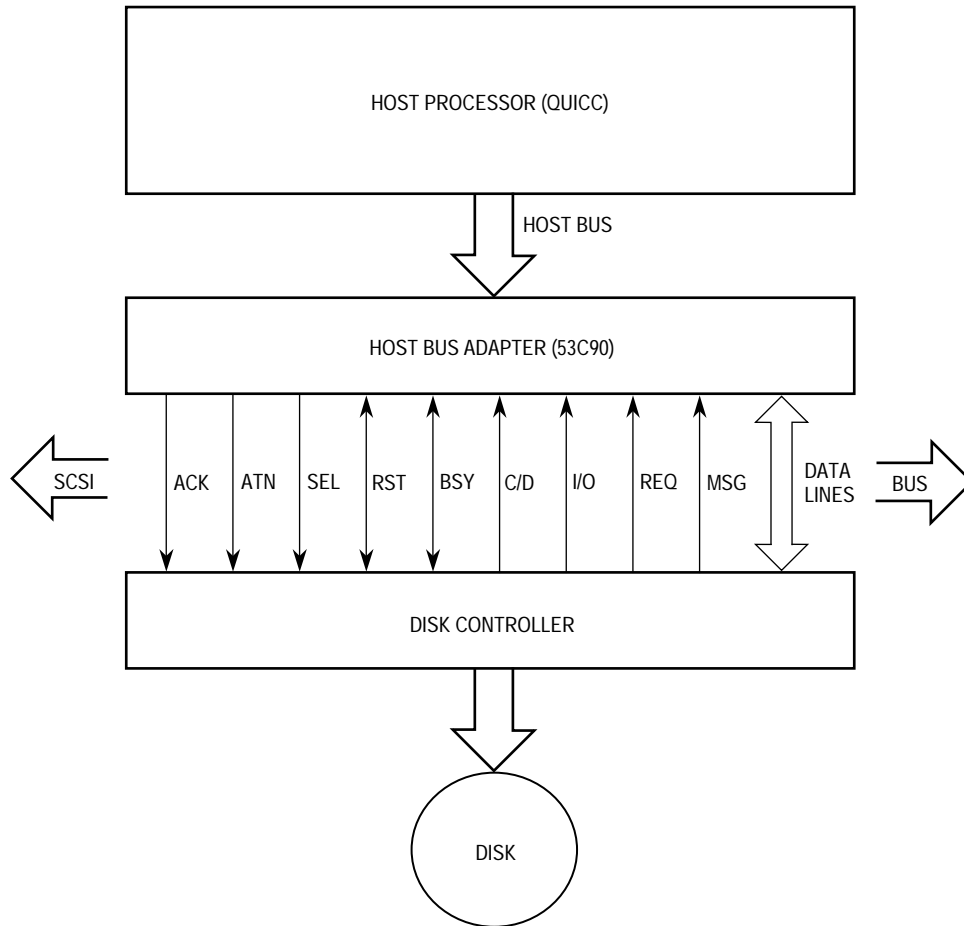 HOST PROCESSOR (QUICC)
HOST BUS
HOST BUS ADAPTER (53C90)
SCSI
ACK
ATN
SEL
RST
BSY
C/D
I/O
REQ
MSG
DATA
LINES
BUS
DISK CONTROLLER
DISK